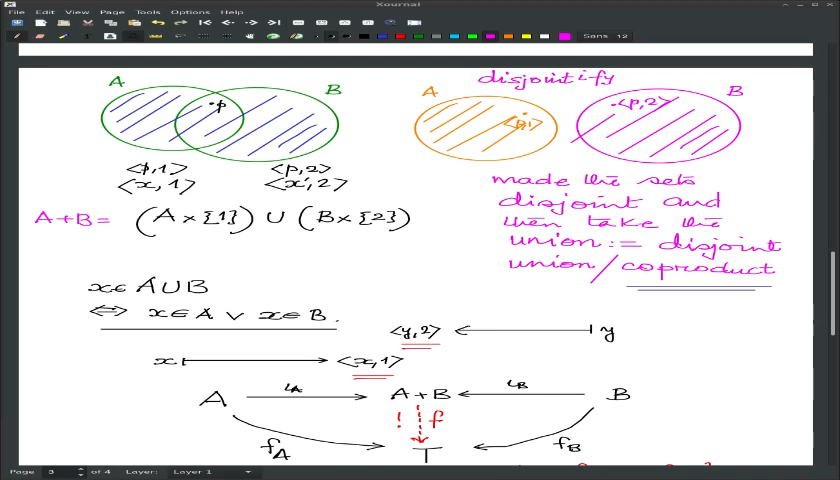 Xournal
File Edit View Journal Tools Options Help
Sans 12
A B
p
<p,1> <p,2>
<x,1> <x',2>
disjointify
A B
<p,1> <p,2>
made the sets
disjoint and
then take the
union := disjoint
union / coproduct
A+B = (A × {1}) ∪ (B × {2})
x ∈ A ∪ B
⟺ x ∈ A ∨ x ∈ B.
<y,2> ⟵ y
x ⟼ <x,1>
ι_A ι_B
A A+B B
! f
f_A T f_B
Page 3 of 4 Layer: Layer 1